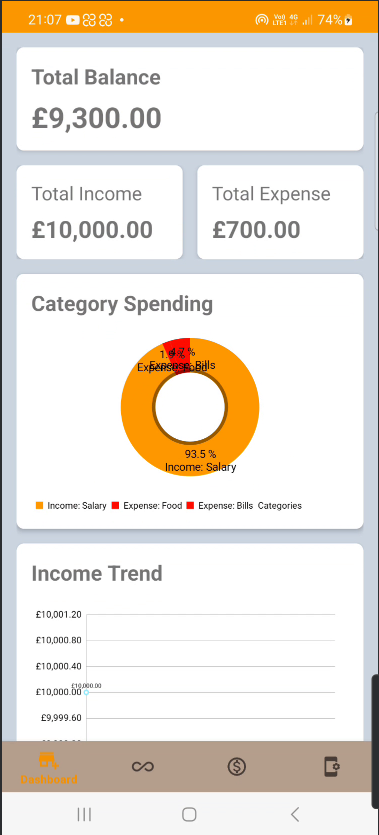 21:07 74%
Total Balance
£9,300.00
Total Income
£10,000.00
Total Expense
£700.00
Category Spending
4.7 %
Expense: Bills
Expense: Food
93.5 %
Income: Salary
Income: Salary Expense: Food Expense: Bills Categories
Income Trend
£10,001.20
£10,000.80
£10,000.40
£10,000.00
£10,000.00
£9,999.60
Dashboard